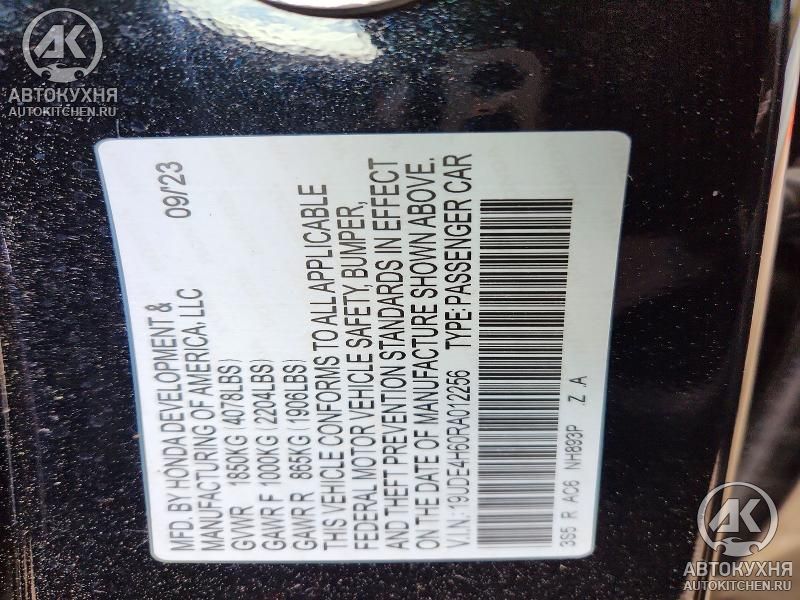 AK
АВТОКУХНЯ
AUTOKITCHEN.RU
MFD. BY HONDA DEVELOPMENT & 09/'23
MANUFACTURING OF AMERICA, LLC
GVWR 1850KG (4078LBS)
GAWR F 1000KG (2204LBS)
GAWR R 865KG (1906LBS)
THIS VEHICLE CONFORMS TO ALL APPLICABLE
FEDERAL MOTOR VEHICLE SAFETY, BUMPER,
AND THEFT PREVENTION STANDARDS IN EFFECT
ON THE DATE OF MANUFACTURE SHOWN ABOVE.
V.I.N: 19UDE4H60RA012256 TYPE:PASSENGER CAR
3S5 R AC6 NH893P .Z .A
AK
АВТОКУХНЯ
AUTOKITCHEN.RU